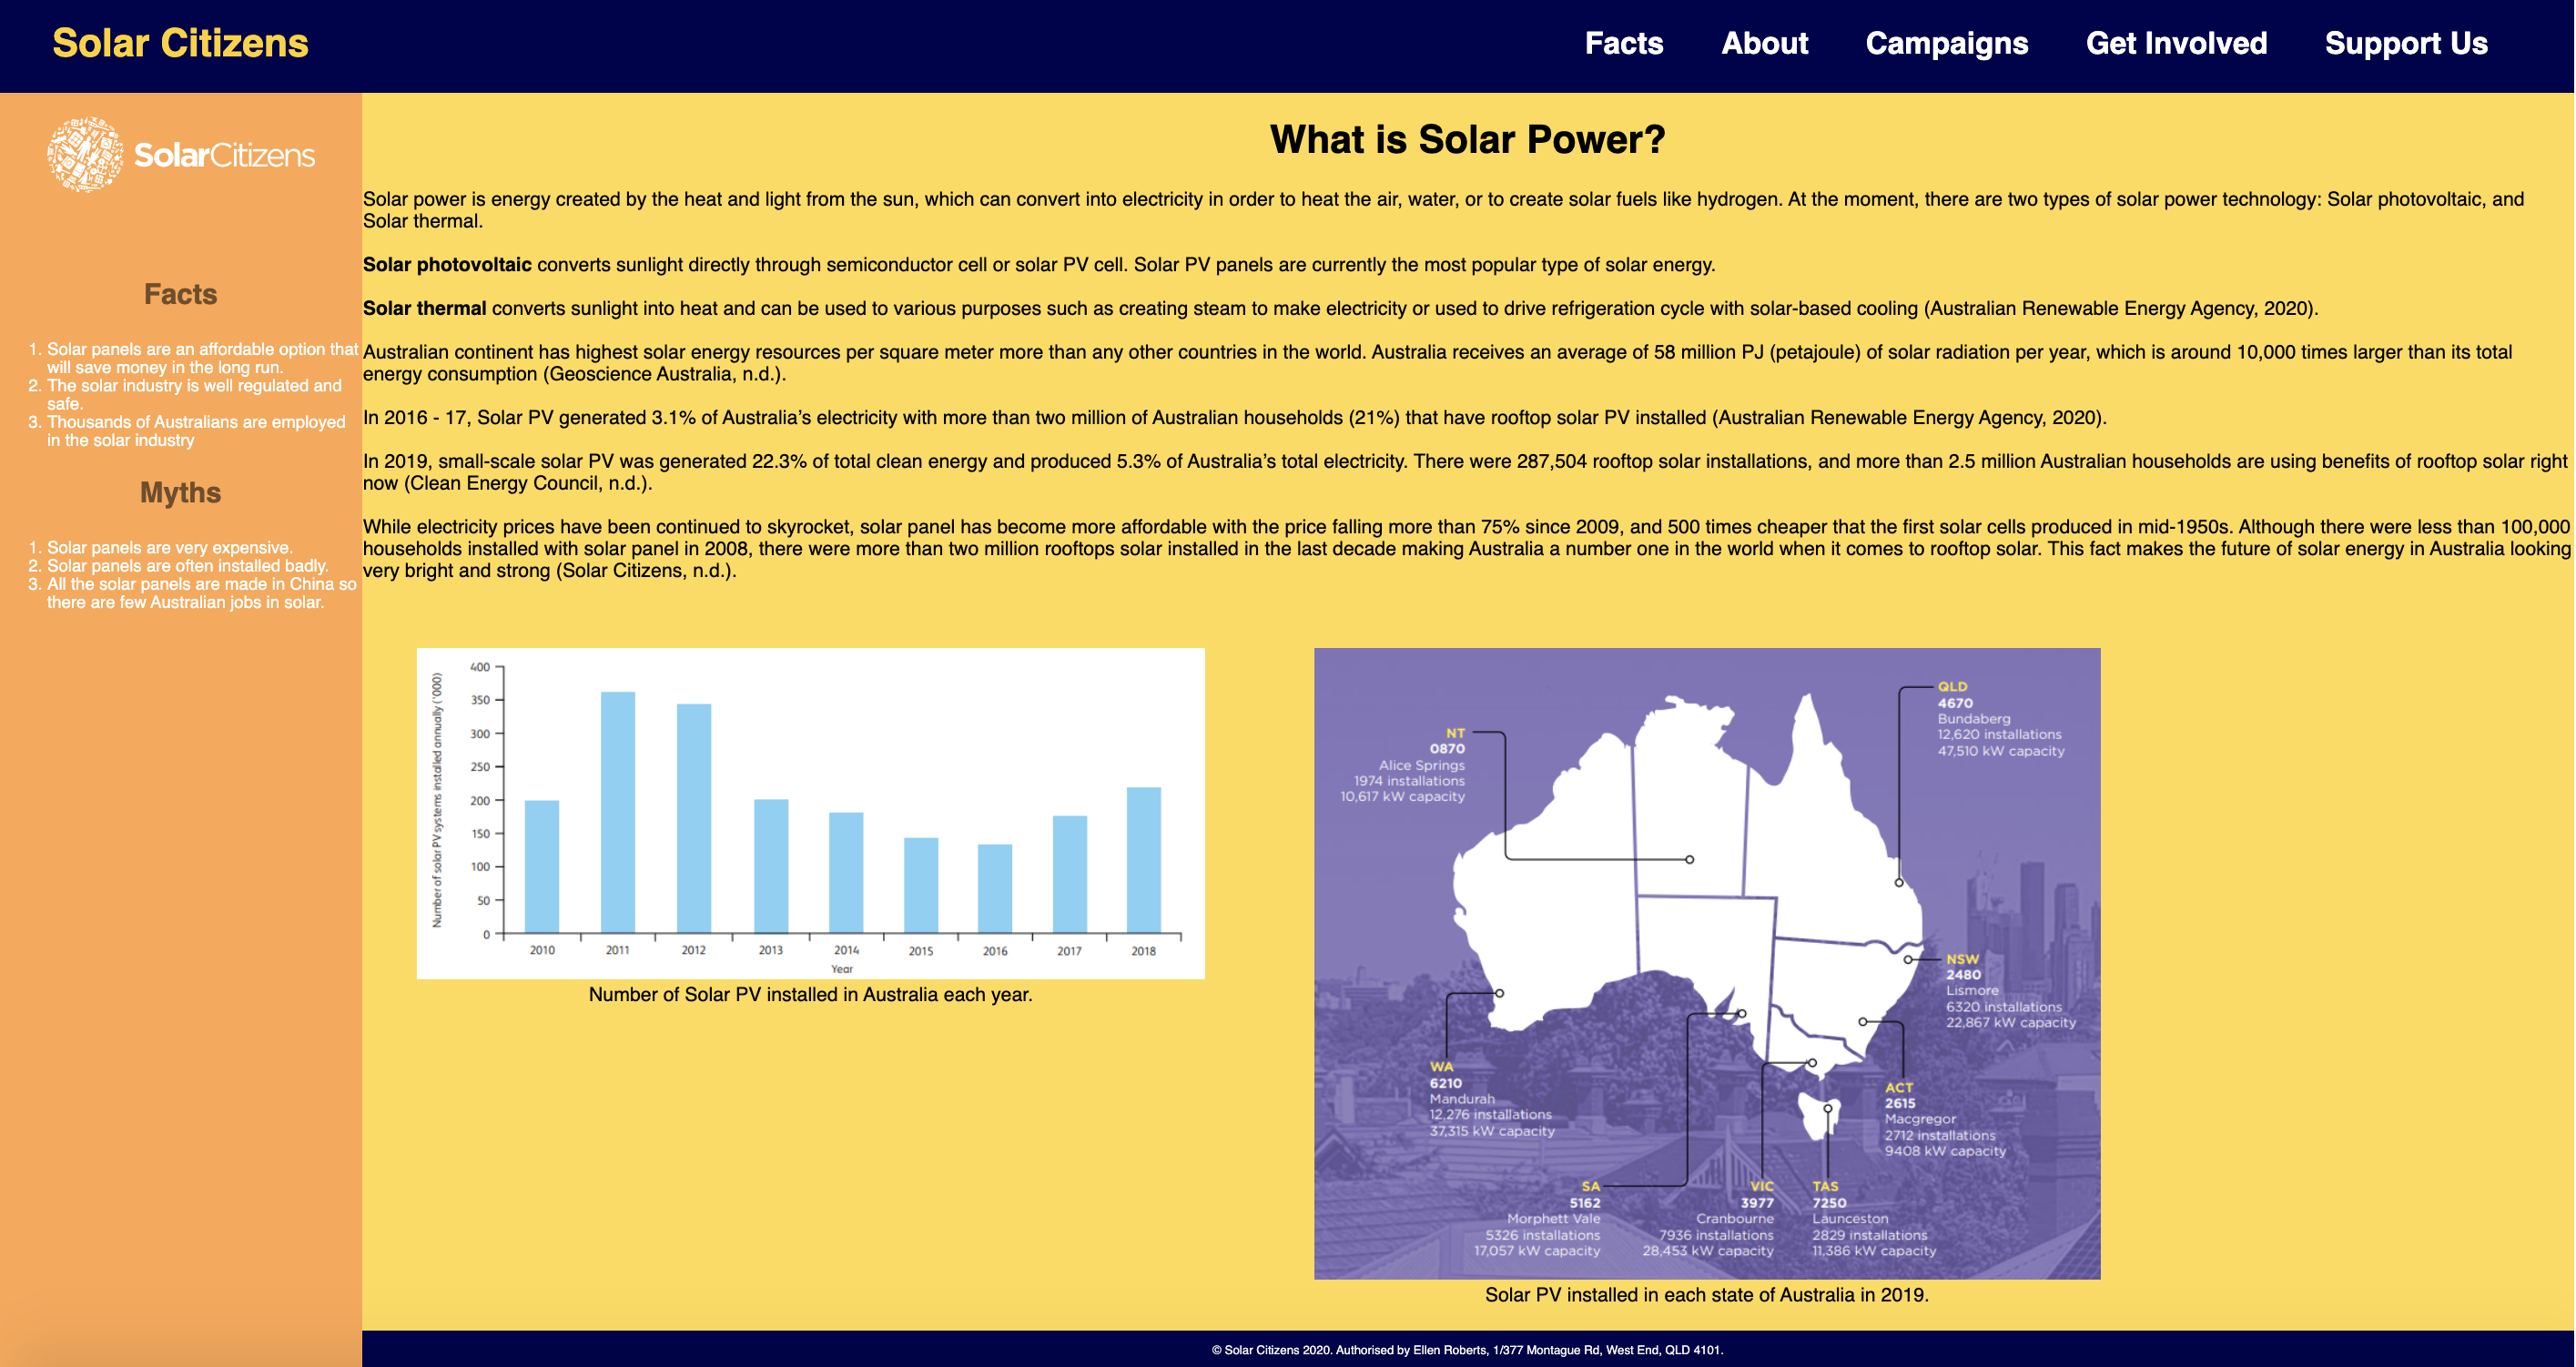 Solar Citizens
Facts About Campaigns Get Involved Support Us
SolarCitizens
Facts
1. Solar panels are an affordable option that
will save money in the long run.
2. The solar industry is well regulated and
safe.
3. Thousands of Australians are employed
in the solar industry
Myths
1. Solar panels are very expensive.
2. Solar panels are often installed badly.
3. All the solar panels are made in China so
there are few Australian jobs in solar.
What is Solar Power?
Solar power is energy created by the heat and light from the sun, which can convert into electricity in order to heat the air, water, or to create solar fuels like hydrogen. At the moment, there are two types of solar power technology: Solar photovoltaic, and
Solar thermal.
Solar photovoltaic converts sunlight directly through semiconductor cell or solar PV cell. Solar PV panels are currently the most popular type of solar energy.
Solar thermal converts sunlight into heat and can be used to various purposes such as creating steam to make electricity or used to drive refrigeration cycle with solar-based cooling (Australian Renewable Energy Agency, 2020).
Australian continent has highest solar energy resources per square meter more than any other countries in the world. Australia receives an average of 58 million PJ (petajoule) of solar radiation per year, which is around 10,000 times larger than its total
energy consumption (Geoscience Australia, n.d.).
In 2016 - 17, Solar PV generated 3.1% of Australia’s electricity with more than two million of Australian households (21%) that have rooftop solar PV installed (Australian Renewable Energy Agency, 2020).
In 2019, small-scale solar PV was generated 22.3% of total clean energy and produced 5.3% of Australia’s total electricity. There were 287,504 rooftop solar installations, and more than 2.5 million Australian households are using benefits of rooftop solar right
now (Clean Energy Council, n.d.).
While electricity prices have been continued to skyrocket, solar panel has become more affordable with the price falling more than 75% since 2009, and 500 times cheaper that the first solar cells produced in mid-1950s. Although there were less than 100,000
households installed with solar panel in 2008, there were more than two million rooftops solar installed in the last decade making Australia a number one in the world when it comes to rooftop solar. This fact makes the future of solar energy in Australia looking
very bright and strong (Solar Citizens, n.d.).
Number of solar PV systems installed annually ('000)
400
350
300
250
200
150
100
50
0
2010 2011 2012 2013 2014 2015 2016 2017 2018
Year
Number of Solar PV installed in Australia each year.
QLD
4670
Bundaberg
12,620 installations
47,510 kW capacity
NT
0870
Alice Springs
1974 installations
10,617 kW capacity
NSW
2480
Lismore
6320 installations
22,867 kW capacity
WA
6210
Mandurah
12,276 installations
37,315 kW capacity
ACT
2615
Macgregor
2712 installations
9408 kW capacity
SA
5162
Morphett Vale
5326 installations
17,057 kW capacity
VIC
3977
Cranbourne
7936 installations
28,453 kW capacity
TAS
7250
Launceston
2829 installations
11,386 kW capacity
Solar PV installed in each state of Australia in 2019.
© Solar Citizens 2020. Authorised by Ellen Roberts, 1/377 Montague Rd, West End, QLD 4101.